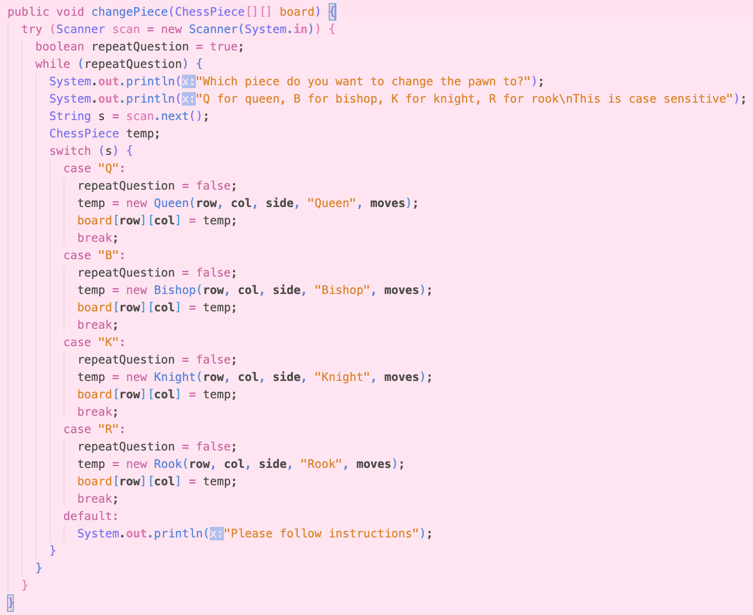 public void changePiece(ChessPiece[][] board) {
try (Scanner scan = new Scanner(System.in)) {
boolean repeatQuestion = true;
while (repeatQuestion) {
System.out.println(x:"Which piece do you want to change the pawn to?");
System.out.println(x:"Q for queen, B for bishop, K for knight, R for rook\nThis is case sensitive");
String s = scan.next();
ChessPiece temp;
switch (s) {
case "Q":
repeatQuestion = false;
temp = new Queen(row, col, side, "Queen", moves);
board[row][col] = temp;
break;
case "B":
repeatQuestion = false;
temp = new Bishop(row, col, side, "Bishop", moves);
board[row][col] = temp;
break;
case "K":
repeatQuestion = false;
temp = new Knight(row, col, side, "Knight", moves);
board[row][col] = temp;
break;
case "R":
repeatQuestion = false;
temp = new Rook(row, col, side, "Rook", moves);
board[row][col] = temp;
break;
default:
System.out.println(x:"Please follow instructions");
}
}
}
}